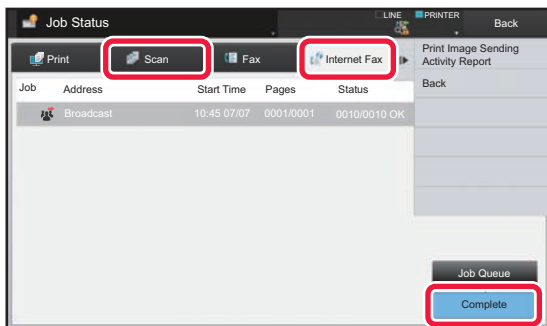 Job Status
LINE
PRINTER
Back
Print
Scan
Fax
Internet Fax
Print Image Sending
Activity Report
Back
Job Address Start Time Pages Status
Broadcast 10:45 07/07 0001/0001 0010/0010 OK
Job Queue
Complete